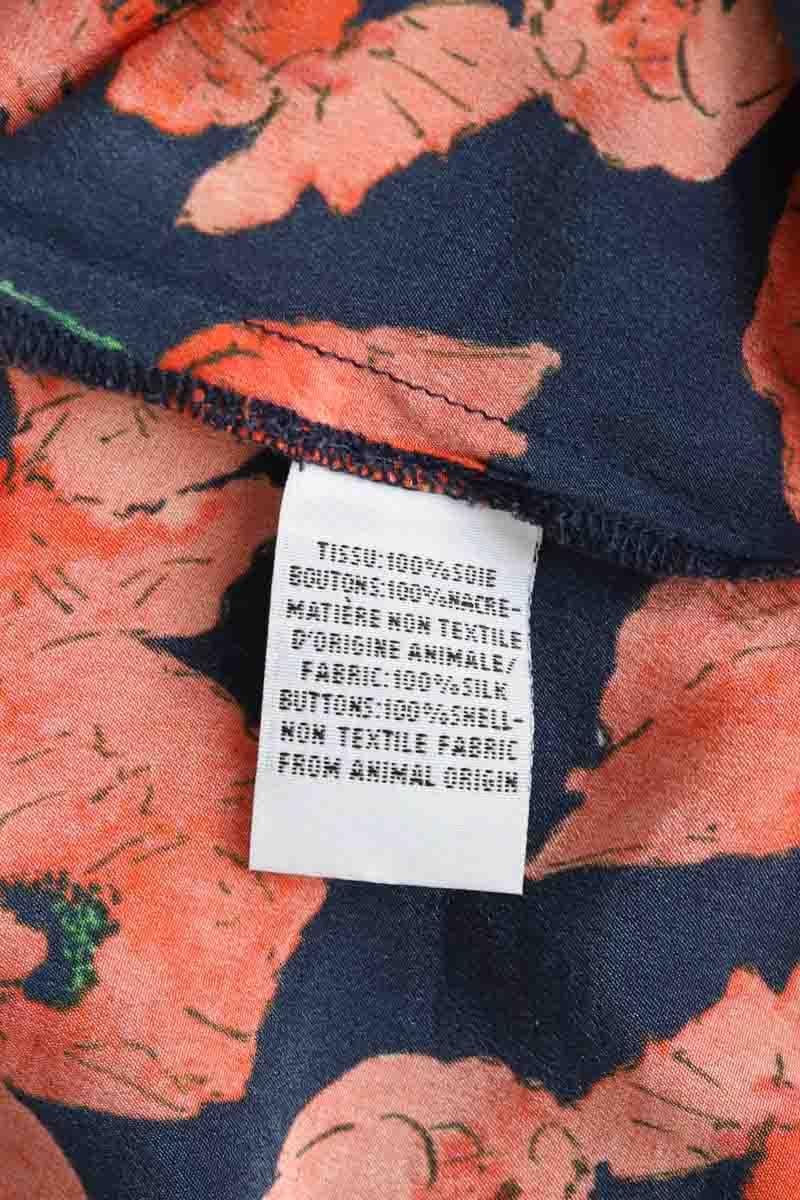 TISSU:100%SOIE
BOUTONS:100%NACRE-
MATIÈRE NON TEXTILE
D'ORIGINE ANIMALE/
FABRIC:100%SILK
BUTTONS:100%SHELL-
NON TEXTILE FABRIC
FROM ANIMAL ORIGIN